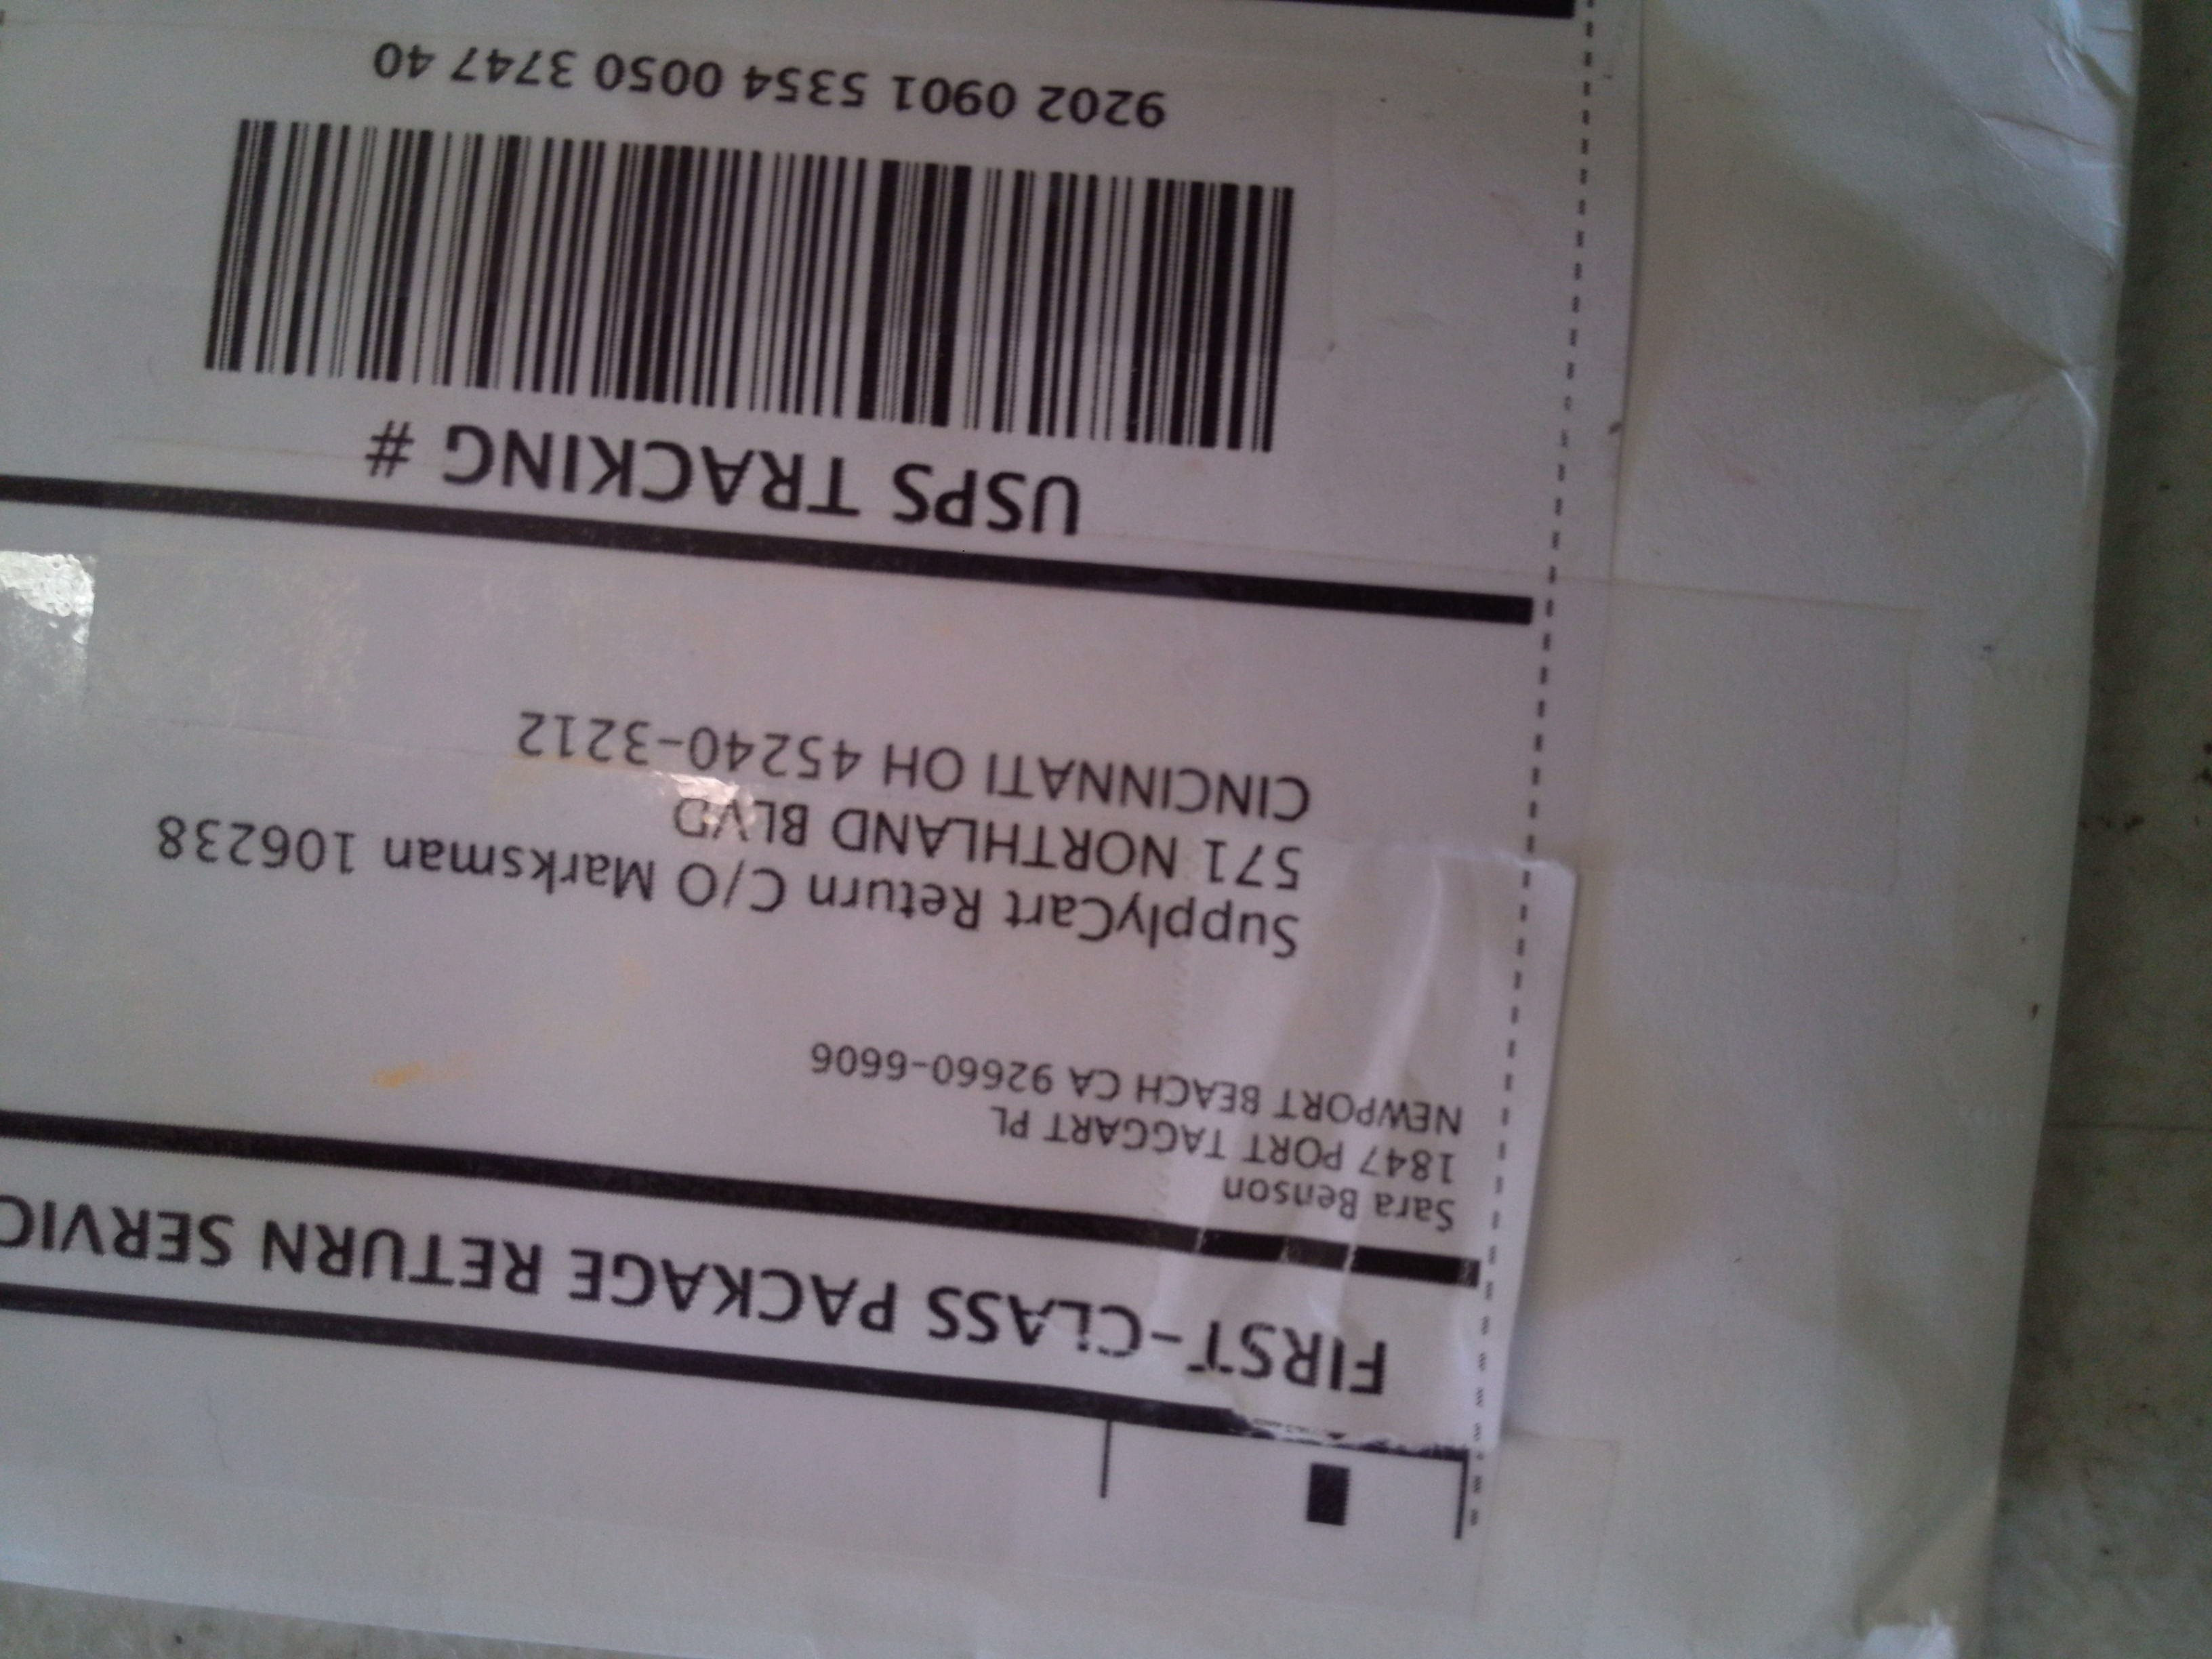 FIRST-CLASS PACKAGE RETURN SERVIC
Sara Benson
1847 PORT TAGGART PL
NEWPORT BEACH CA 92660-6606
SupplyCart Return C/O Marksman 106238
571 NORTHLAND BLVD
CINCINNATI OH 45240-3212
USPS TRACKING #
9202 0901 5354 0050 3747 40